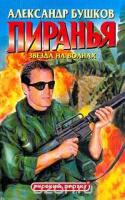 АЛЕКСАНДР БУШКОВ
ПИРАНЬЯ
ЗВЕЗДА НА ВОЛНАХ